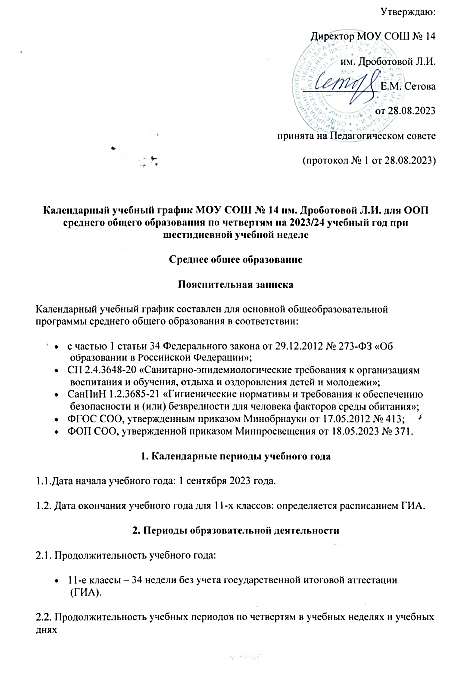 Утверждаю:
Директор МОУ СОШ № 14
им. Дроботовой Л.И.
Е.М. Сетова
от 28.08.2023
принята на Педагогическом совете
(протокол № 1 от 28.08.2023)
Календарный учебный график МОУ СОШ № 14 им. Дроботовой Л.И. для ООП
среднего общего образования по четвертям на 2023/24 учебный год при
шестидневной учебной неделе
Среднее общее образование
Пояснительная записка
Календарный учебный график составлен для основной общеобразовательной
программы среднего общего образования в соответствии:
• с частью 1 статьи 34 Федерального закона от 29.12.2012 № 273-ФЗ «Об
образовании в Российской Федерации»;
• СП 2.4.3648-20 «Санитарно-эпидемиологические требования к организациям
воспитания и обучения, отдыха и оздоровления детей и молодежи»;
• СанПиН 1.2.3685-21 «Гигиенические нормативы и требования к обеспечению
безопасности и (или) безвредности для человека факторов среды обитания»;
• ФГОС СОО, утвержденным приказом Минобрнауки от 17.05.2012 № 413;
• ФОП СОО, утвержденной приказом Минпросвещения от 18.05.2023 № 371.
1. Календарные периоды учебного года
1.1.Дата начала учебного года: 1 сентября 2023 года.
1.2. Дата окончания учебного года для 11-х классов: определяется расписанием ГИА.
2. Периоды образовательной деятельности
2.1. Продолжительность учебного года:
• 11-е классы – 34 недели без учета государственной итоговой аттестации
(ГИА).
2.2. Продолжительность учебных периодов по четвертям в учебных неделях и учебных
днях